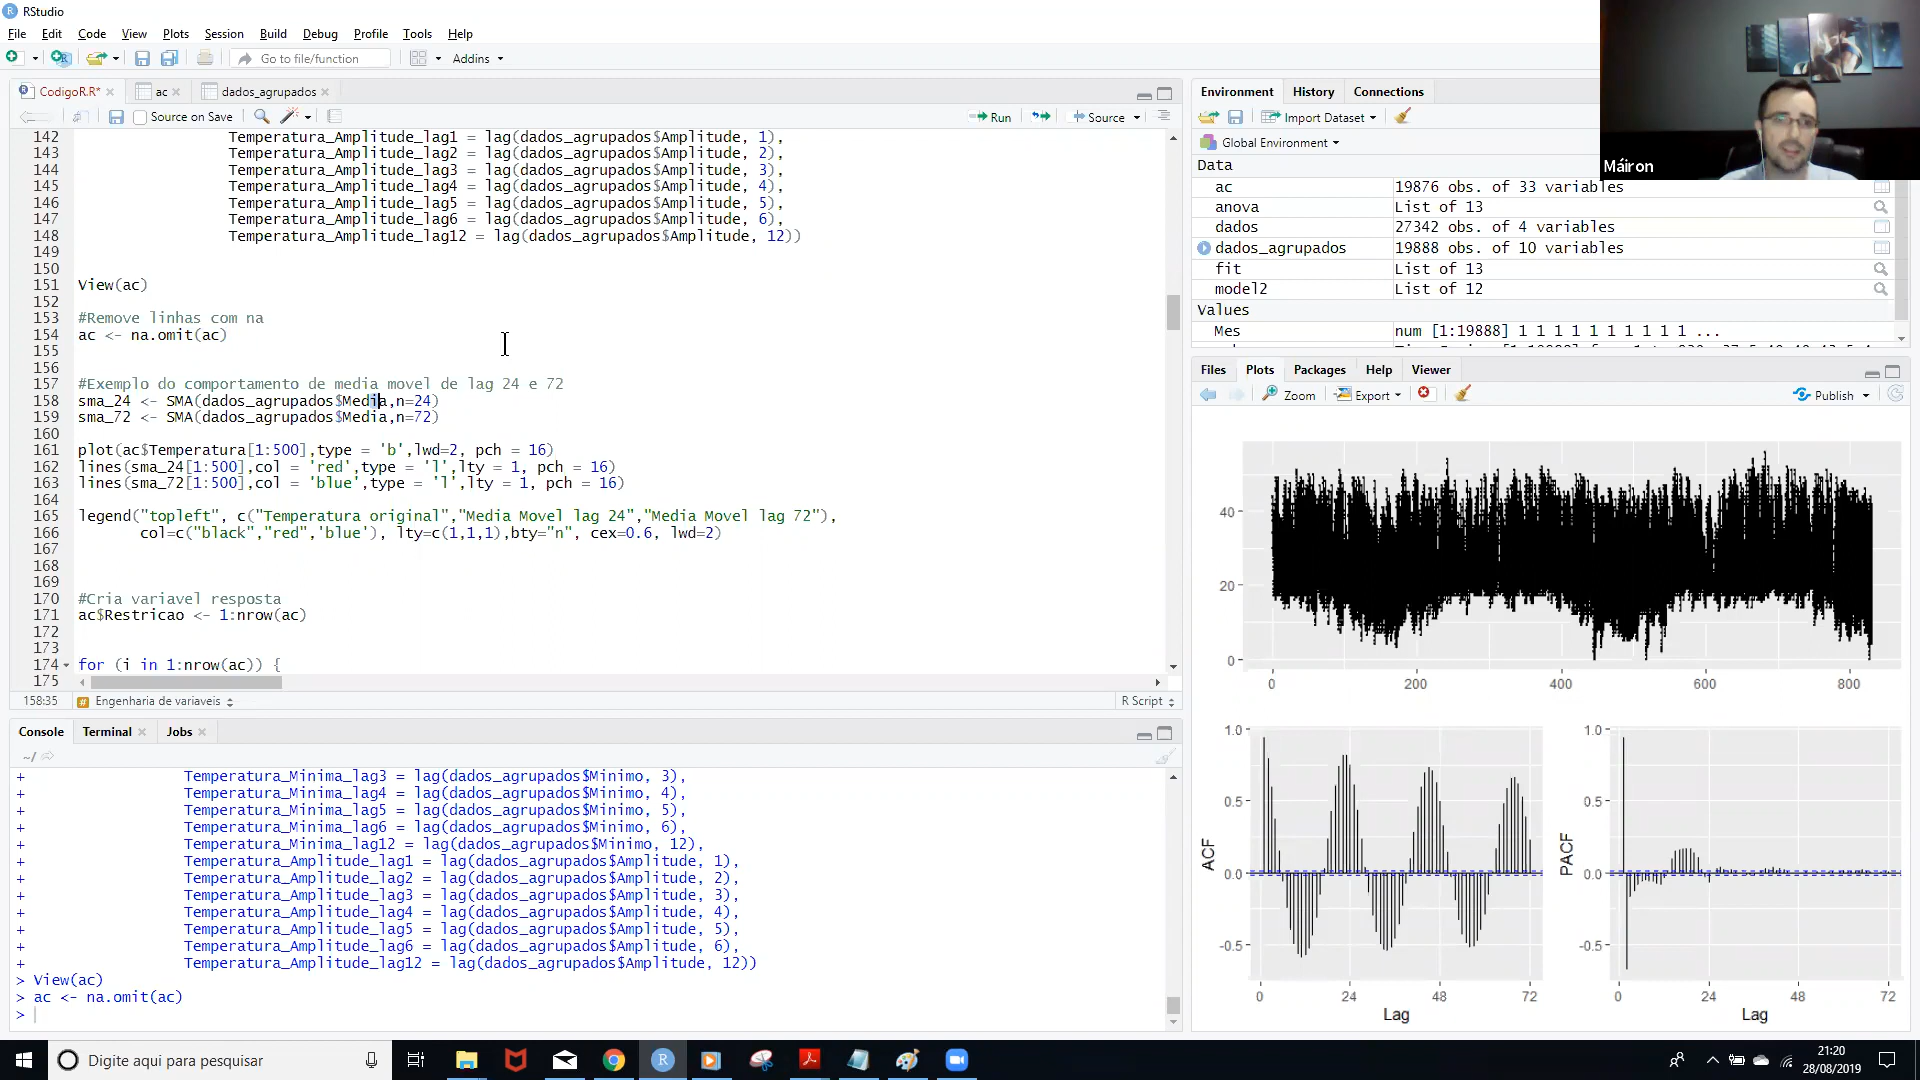 RStudio
File Edit Code View Plots Session Build Debug Profile Tools Help
Go to file/function Addins
CodigoR.R* ac dados_agrupados
Source on Save Run Source
142 Temperatura_Amplitude_lag1 = lag(dados_agrupados$Amplitude, 1),
143 Temperatura_Amplitude_lag2 = lag(dados_agrupados$Amplitude, 2),
144 Temperatura_Amplitude_lag3 = lag(dados_agrupados$Amplitude, 3),
145 Temperatura_Amplitude_lag4 = lag(dados_agrupados$Amplitude, 4),
146 Temperatura_Amplitude_lag5 = lag(dados_agrupados$Amplitude, 5),
147 Temperatura_Amplitude_lag6 = lag(dados_agrupados$Amplitude, 6),
148 Temperatura_Amplitude_lag12 = lag(dados_agrupados$Amplitude, 12))
149
150
151 View(ac)
152
153 #Remove linhas com na
154 ac <- na.omit(ac)
155
156
157 #Exemplo do comportamento de media movel de lag 24 e 72
158 sma_24 <- SMA(dados_agrupados$Media,n=24)
159 sma_72 <- SMA(dados_agrupados$Media,n=72)
160
161 plot(ac$Temperatura[1:500],type = 'b',lwd=2, pch = 16)
162 lines(sma_24[1:500],col = 'red',type = 'l',lty = 1, pch = 16)
163 lines(sma_72[1:500],col = 'blue',type = 'l',lty = 1, pch = 16)
164
165 legend("topleft", c("Temperatura original","Media Movel lag 24","Media Movel lag 72"),
166 col=c("black","red",'blue'), lty=c(1,1,1),bty="n", cex=0.6, lwd=2)
167
168
169
170 #Cria variavel resposta
171 ac$Restricao <- 1:nrow(ac)
172
173
174 for (i in 1:nrow(ac)) {
175
158:35 Engenharia de variaveis R Script
Console Terminal Jobs
~/
+ Temperatura_Minima_lag3 = lag(dados_agrupados$Minimo, 3),
+ Temperatura_Minima_lag4 = lag(dados_agrupados$Minimo, 4),
+ Temperatura_Minima_lag5 = lag(dados_agrupados$Minimo, 5),
+ Temperatura_Minima_lag6 = lag(dados_agrupados$Minimo, 6),
+ Temperatura_Minima_lag12 = lag(dados_agrupados$Minimo, 12),
+ Temperatura_Amplitude_lag1 = lag(dados_agrupados$Amplitude, 1),
+ Temperatura_Amplitude_lag2 = lag(dados_agrupados$Amplitude, 2),
+ Temperatura_Amplitude_lag3 = lag(dados_agrupados$Amplitude, 3),
+ Temperatura_Amplitude_lag4 = lag(dados_agrupados$Amplitude, 4),
+ Temperatura_Amplitude_lag5 = lag(dados_agrupados$Amplitude, 5),
+ Temperatura_Amplitude_lag6 = lag(dados_agrupados$Amplitude, 6),
+ Temperatura_Amplitude_lag12 = lag(dados_agrupados$Amplitude, 12))
> View(ac)
> ac <- na.omit(ac)
>
Environment History Connections
Import Dataset
Global Environment
Data
ac 19876 obs. of 33 variables
anova List of 13
dados 27342 obs. of 4 variables
dados_agrupados 19888 obs. of 10 variables
fit List of 13
model2 List of 12
Values
Mes num [1:19888] 1 1 1 1 1 1 1 1 1 1 ...
Máiron
Files Plots Packages Help Viewer
Zoom Export Publish
40
20
0
0 200 400 600 800
ACF
1.0
0.5
0.0
-0.5
0 24 48 72
Lag
PACF
1.0
0.5
0.0
-0.5
0 24 48 72
Lag
Digite aqui para pesquisar
21:20
28/08/2019